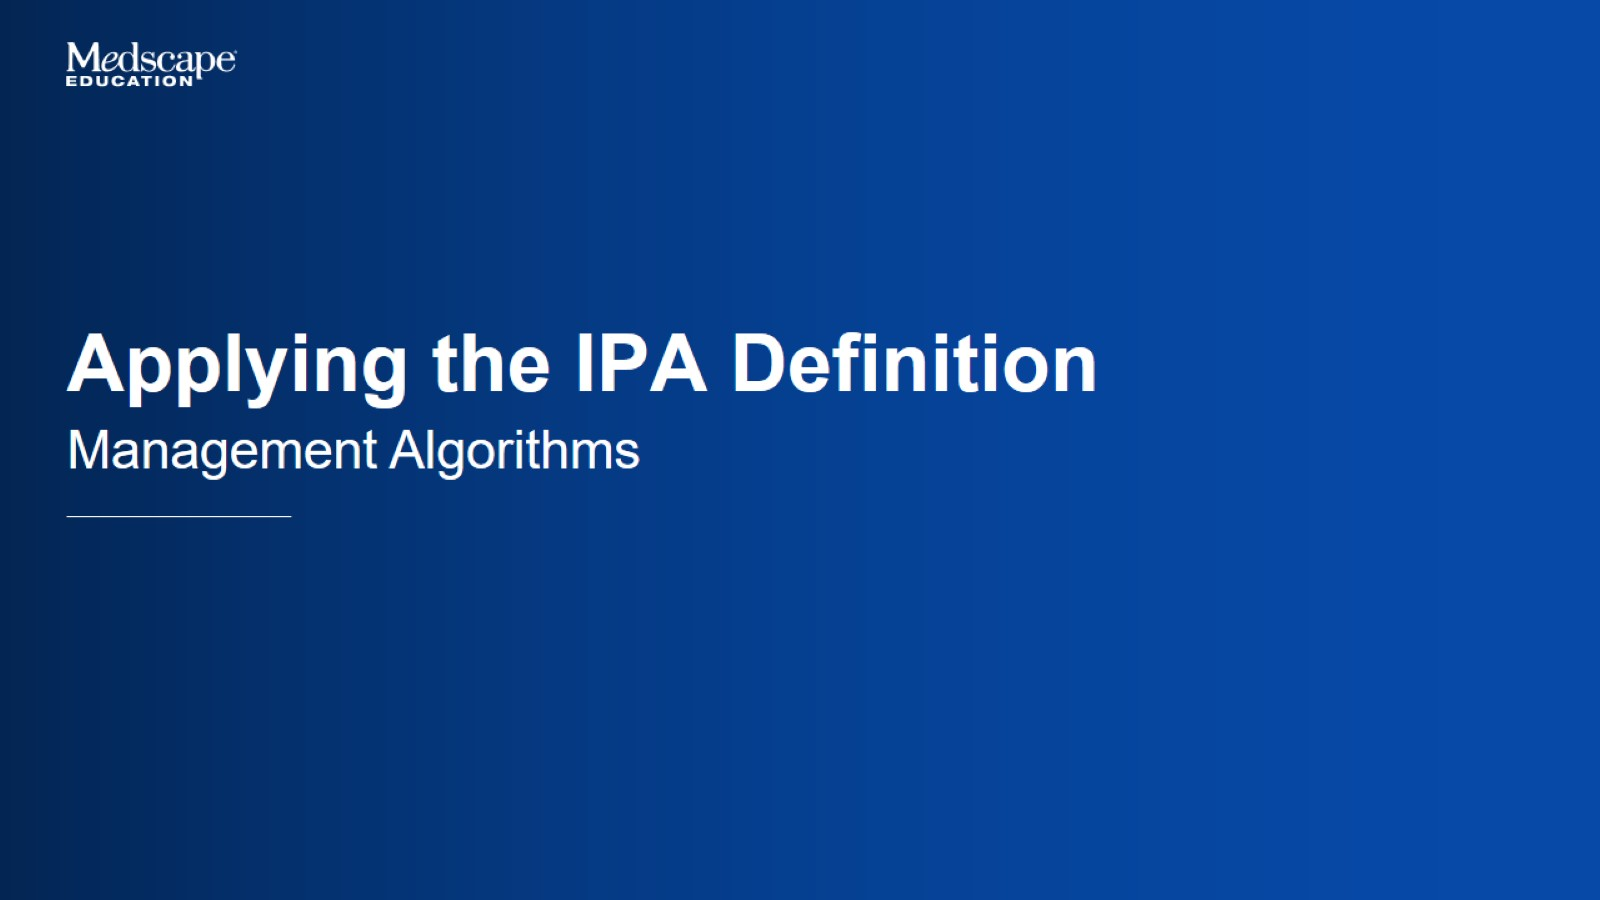 Medscape
EDUCATION
Applying the IPA Definition
Management Algorithms